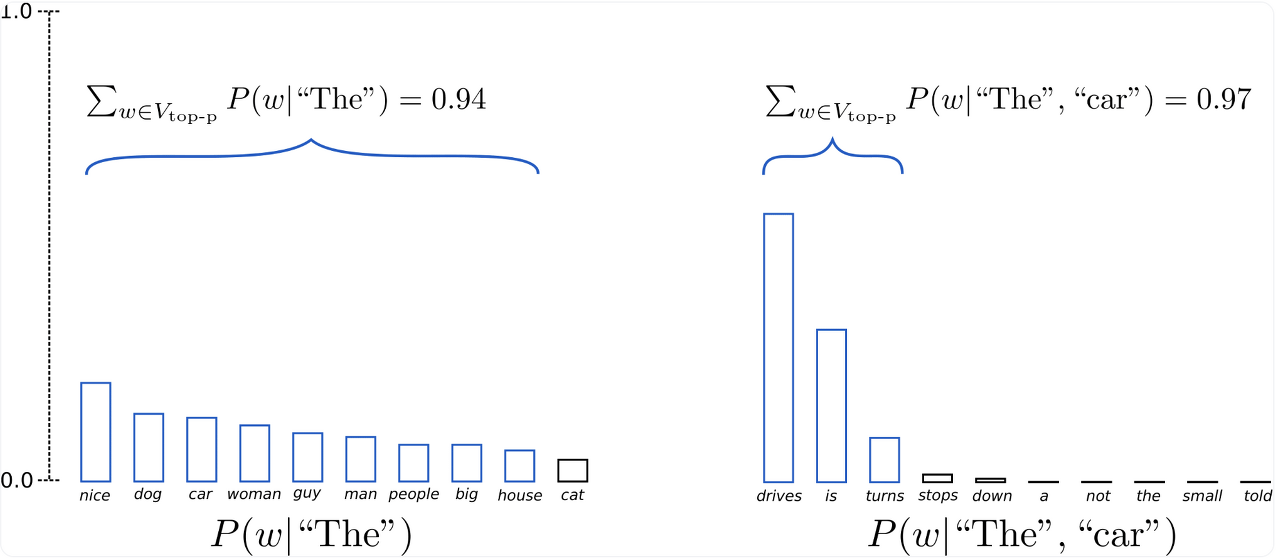 1.0
∑w∈Vtop-p P(w|“The”) = 0.94
∑w∈Vtop-p P(w|“The”, “car”) = 0.97
0.0
nice dog car woman guy man people big house cat
drives is turns stops down a not the small told
P(w|“The”)
P(w|“The”, “car”)